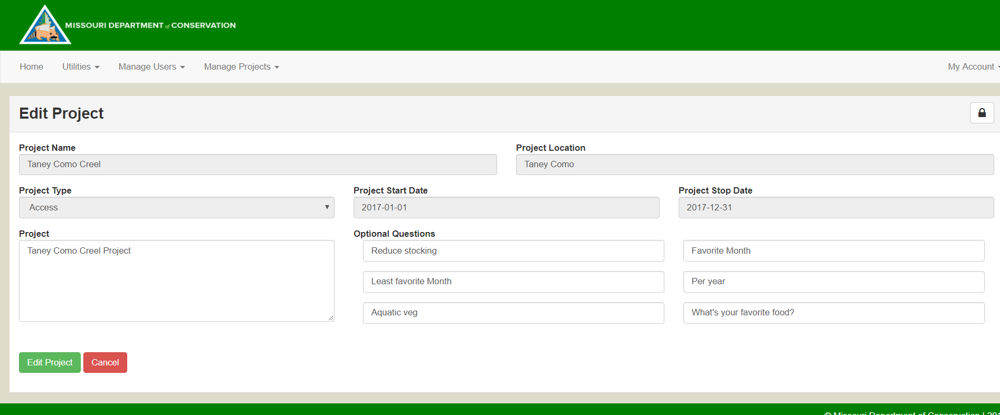 MISSOURI DEPARTMENT of CONSERVATION
Home Utilities Manage Users Manage Projects My Account
Edit Project
Project Name Project Location
Taney Como Creel Taney Como
Project Type Project Start Date Project Stop Date
Access 2017-01-01 2017-12-31
Project Optional Questions
Taney Como Creel Project Reduce stocking Favorite Month
Least favorite Month Per year
Aquatic veg What's your favorite food?
Edit Project Cancel
© Missouri Department of Conservation |